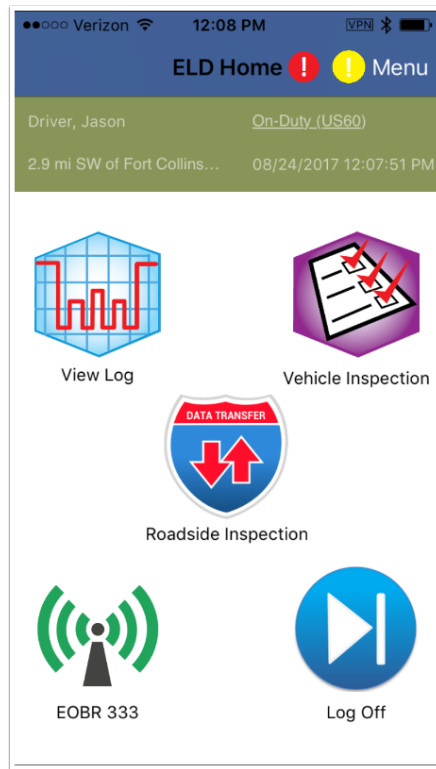 Verizon 12:08 PM VPN
ELD Home ! ! Menu
Driver, Jason On-Duty (US60)
2.9 mi SW of Fort Collins... 08/24/2017 12:07:51 PM
View Log Vehicle Inspection
DATA TRANSFER
Roadside Inspection
EOBR 333 Log Off